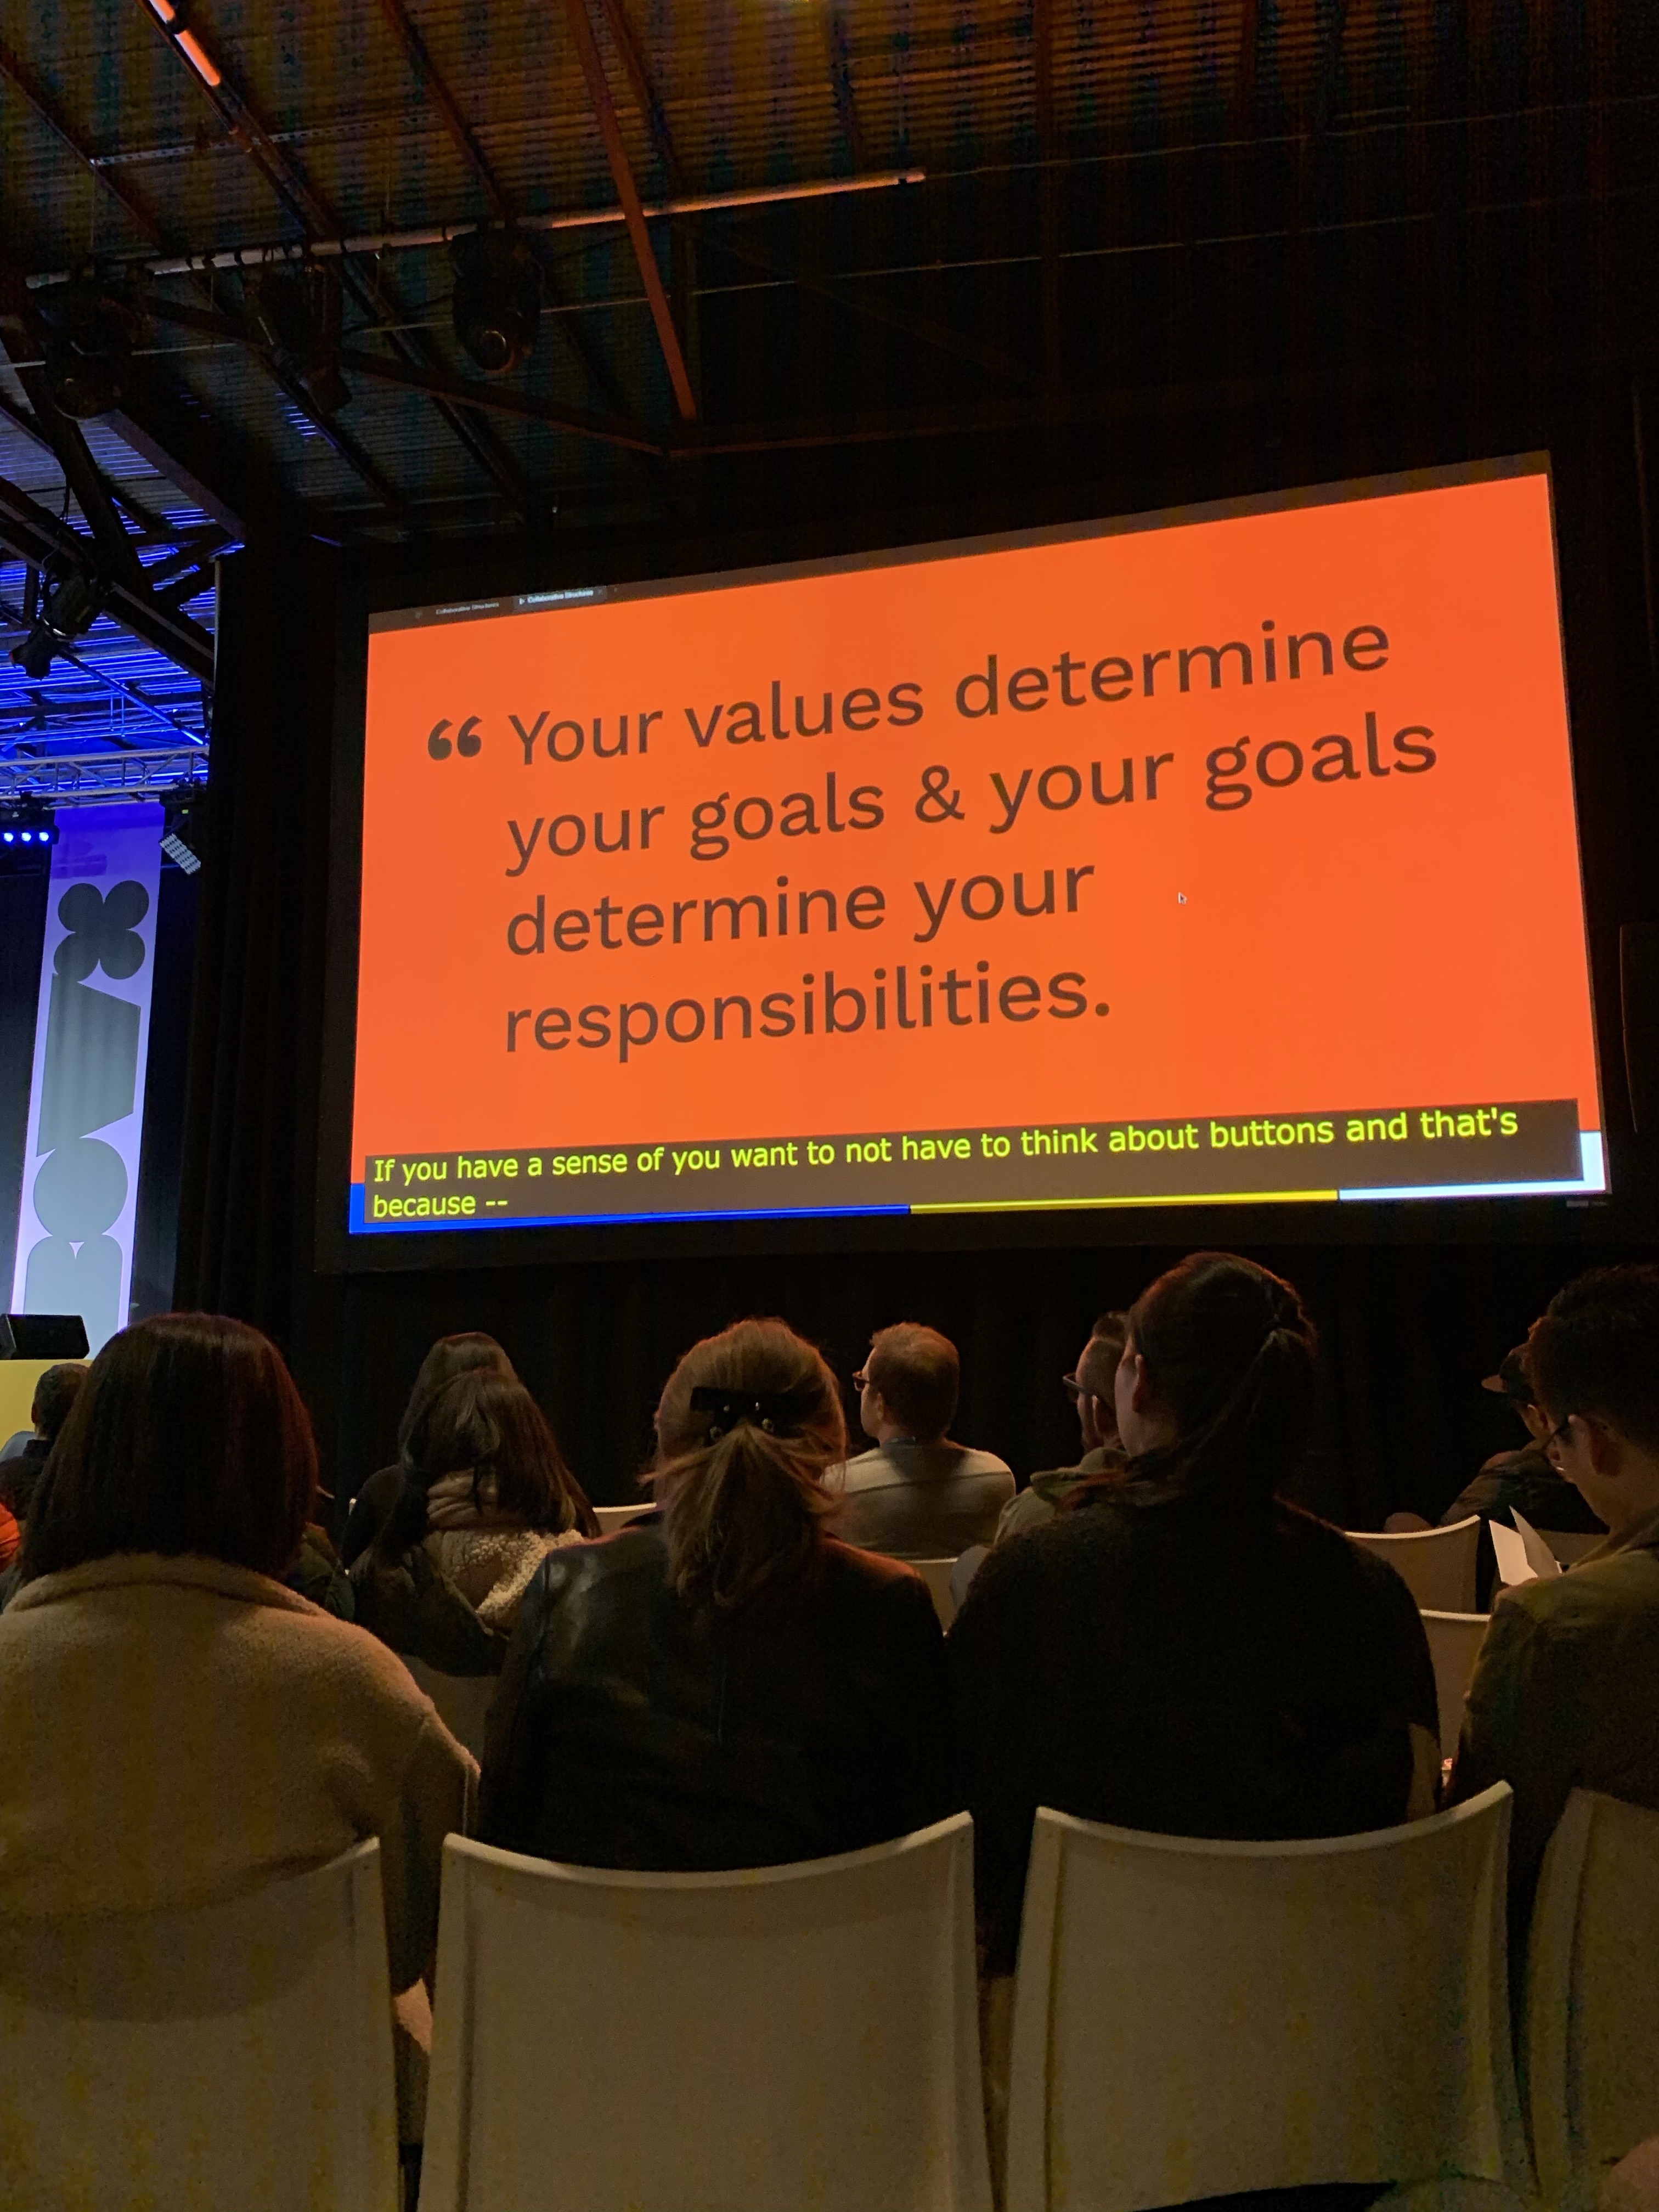 Collaborative Structures
Collaborative Structures
“ Your values determine
your goals & your goals
determine your
responsibilities.
If you have a sense of you want to not have to think about buttons and that's
because --